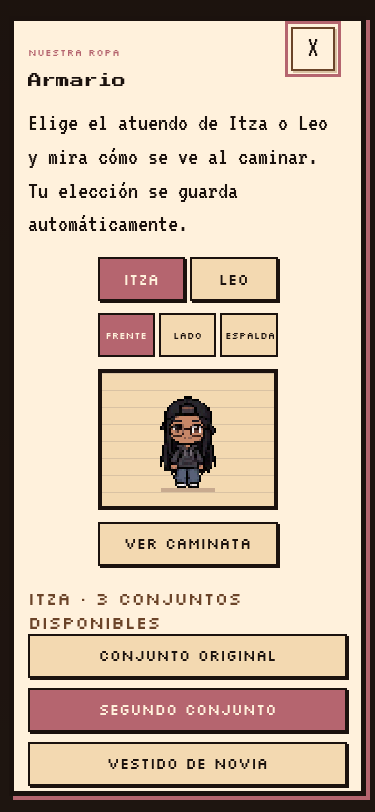 NUESTRA ROPA
X
Armario
Elige el atuendo de Itza o Leo
y mira cómo se ve al caminar.
Tu elección se guarda
automáticamente.
ITZA
LEO
FRENTE
LADO
ESPALDA
VER CAMINATA
ITZA · 3 CONJUNTOS
DISPONIBLES
CONJUNTO ORIGINAL
SEGUNDO CONJUNTO
VESTIDO DE NOVIA